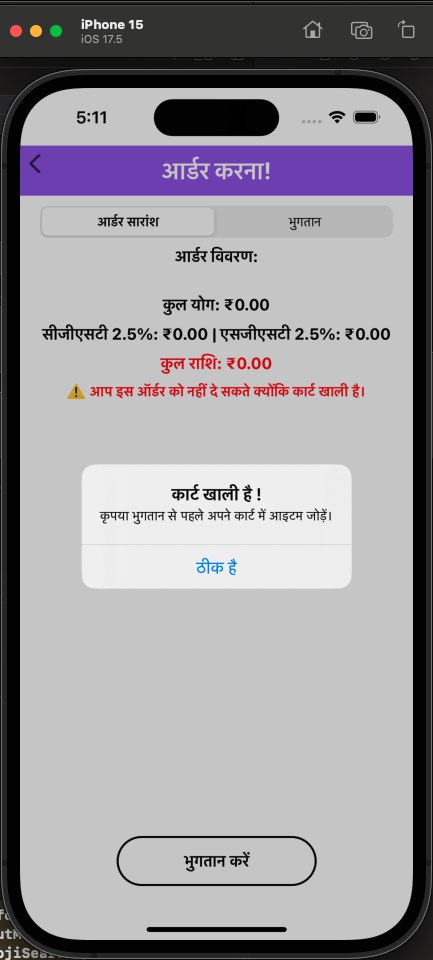 iPhone 15
iOS 17.5
5:11
आर्डर करना!
आर्डर सारांश
भुगतान
आर्डर विवरण:
कुल योग: ₹0.00
सीजीएसटी 2.5%: ₹0.00 | एसजीएसटी 2.5%: ₹0.00
कुल राशि: ₹0.00
⚠️ आप इस ऑर्डर को नहीं दे सकते क्योंकि कार्ट खाली है।
कार्ट खाली है !
कृपया भुगतान से पहले अपने कार्ट में आइटम जोड़ें।
ठीक है
भुगतान करें